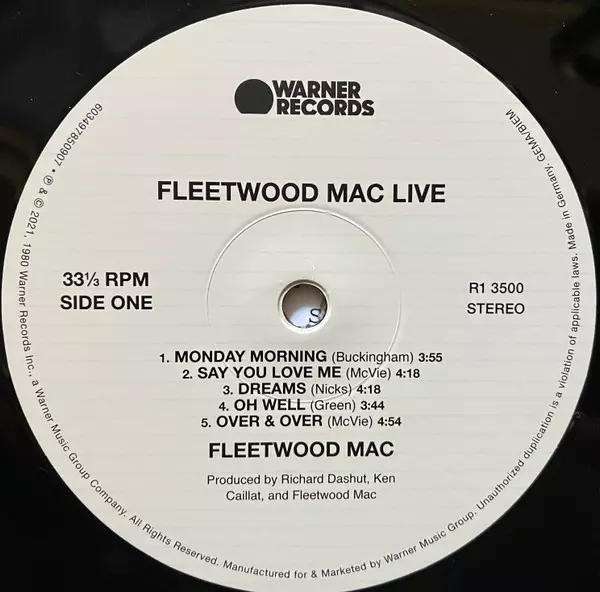 WARNER
RECORDS
FLEETWOOD MAC LIVE
33⅓ RPM
SIDE ONE
R1 3500
STEREO
S
1. MONDAY MORNING (Buckingham) 3:55
2. SAY YOU LOVE ME (McVie) 4:18
3. DREAMS (Nicks) 4:18
4. OH WELL (Green) 3:44
5. OVER & OVER (McVie) 4:54
FLEETWOOD MAC
Produced by Richard Dashut, Ken
Caillat, and Fleetwood Mac
603497850907 • ℗ & © 2021, 1980 Warner Records Inc., a Warner Music Group Company. All Rights Reserved. Manufactured for & Marketed by Warner Music Group. Unauthorized duplication is a violation of applicable laws. Made in Germany. GEMA/BIEM